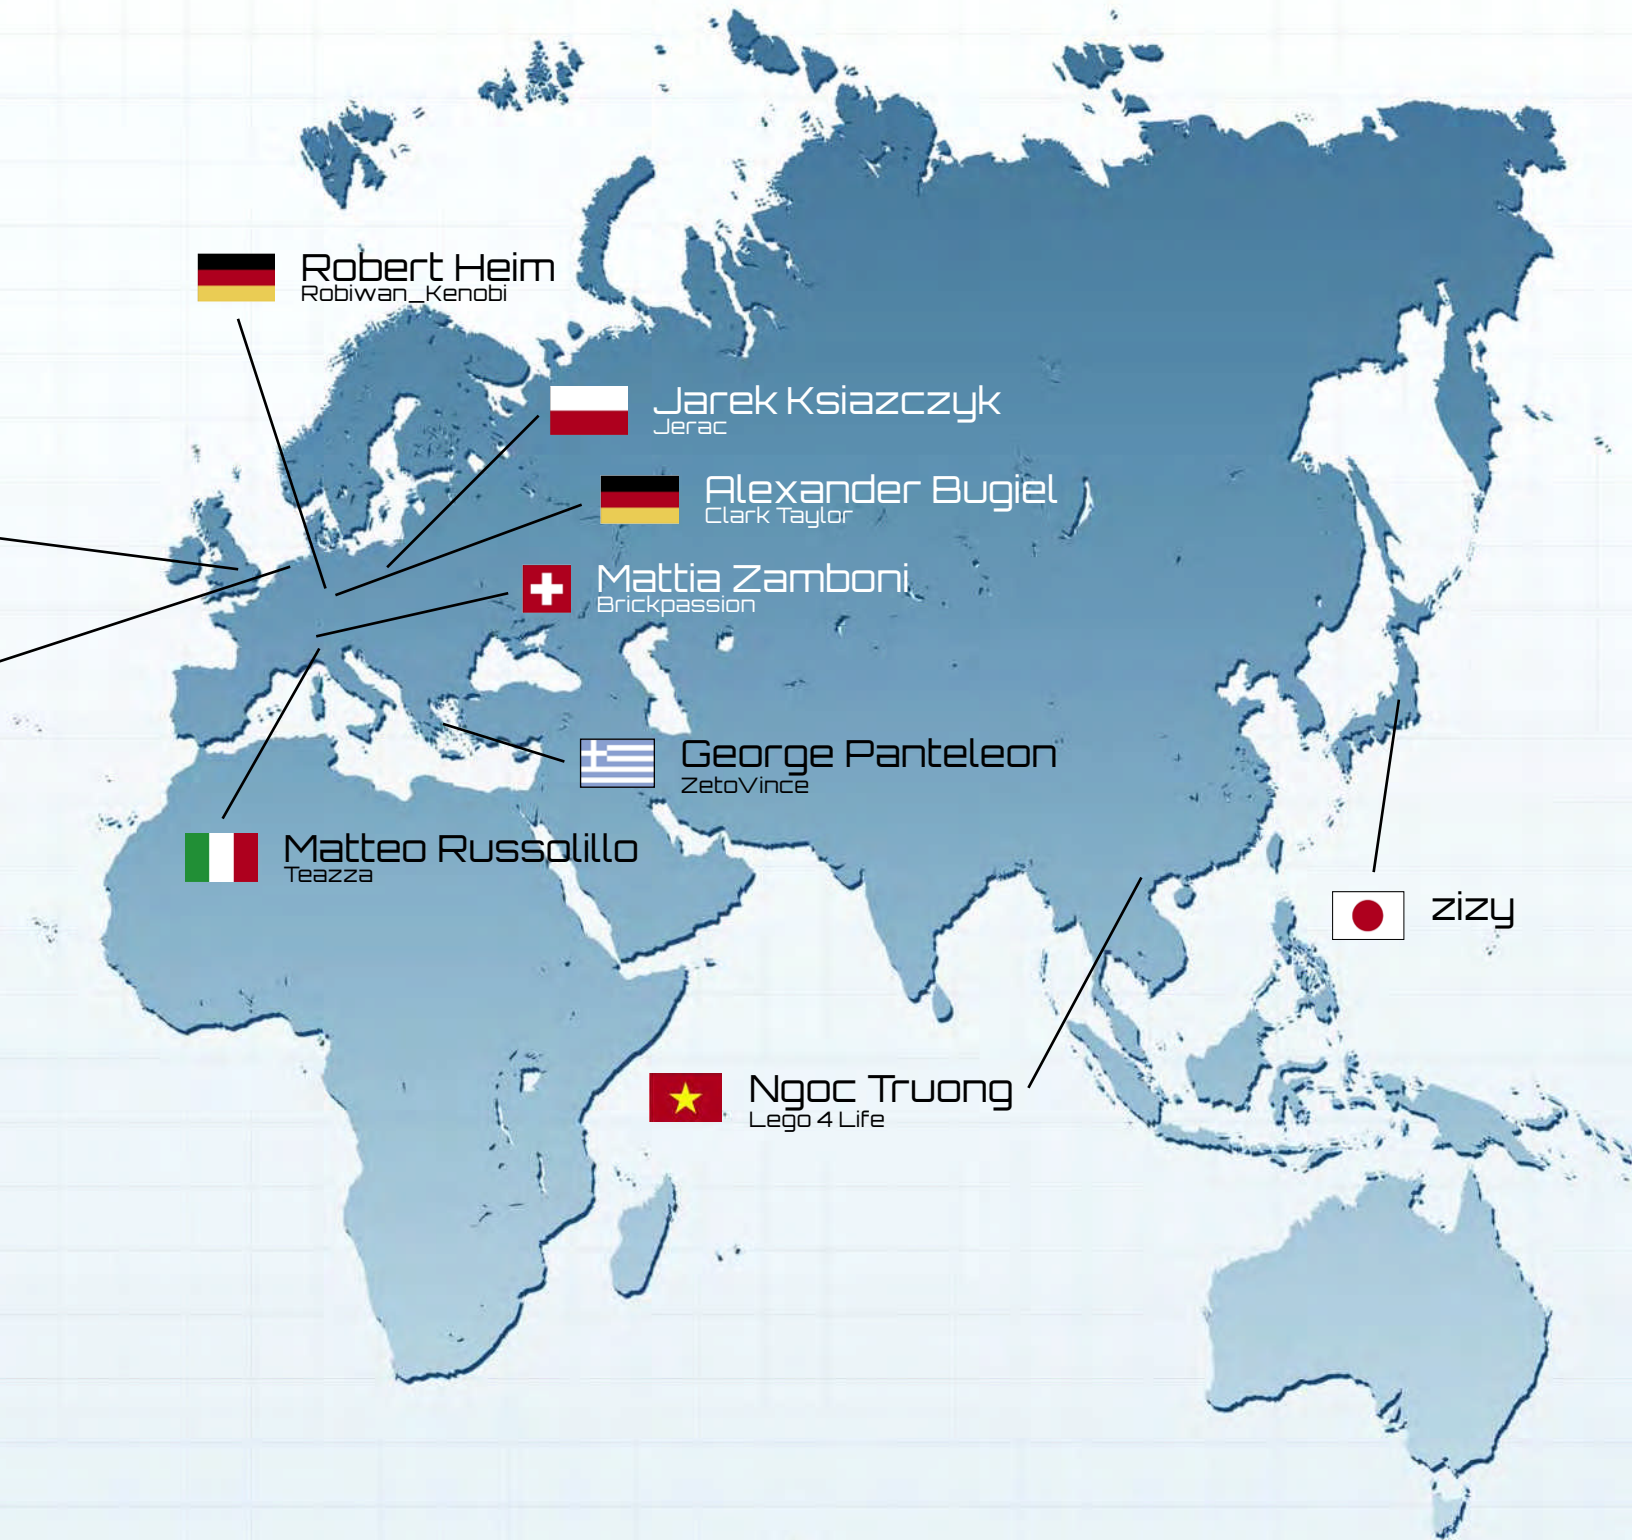 Robert Heim
Robiwan_Kenobi
Jarek Ksiazczyk
Jerac
Alexander Bugiel
Clark Taylor
Mattia Zamboni
Brickpassion
George Panteleon
ZetoVince
Matteo Russolillo
Teazza
zizy
Ngoc Truong
Lego 4 Life